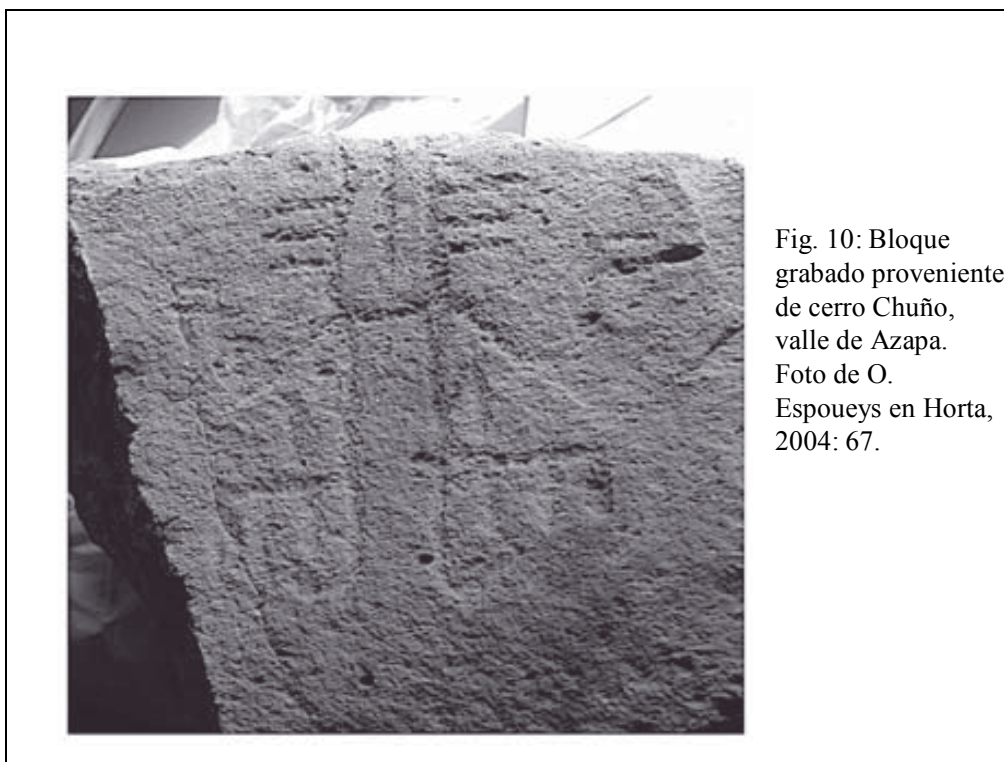 Fig. 10: Bloque
grabado proveniente
de cerro Chuño,
valle de Azapa.
Foto de O.
Espoueys en Horta,
2004: 67.